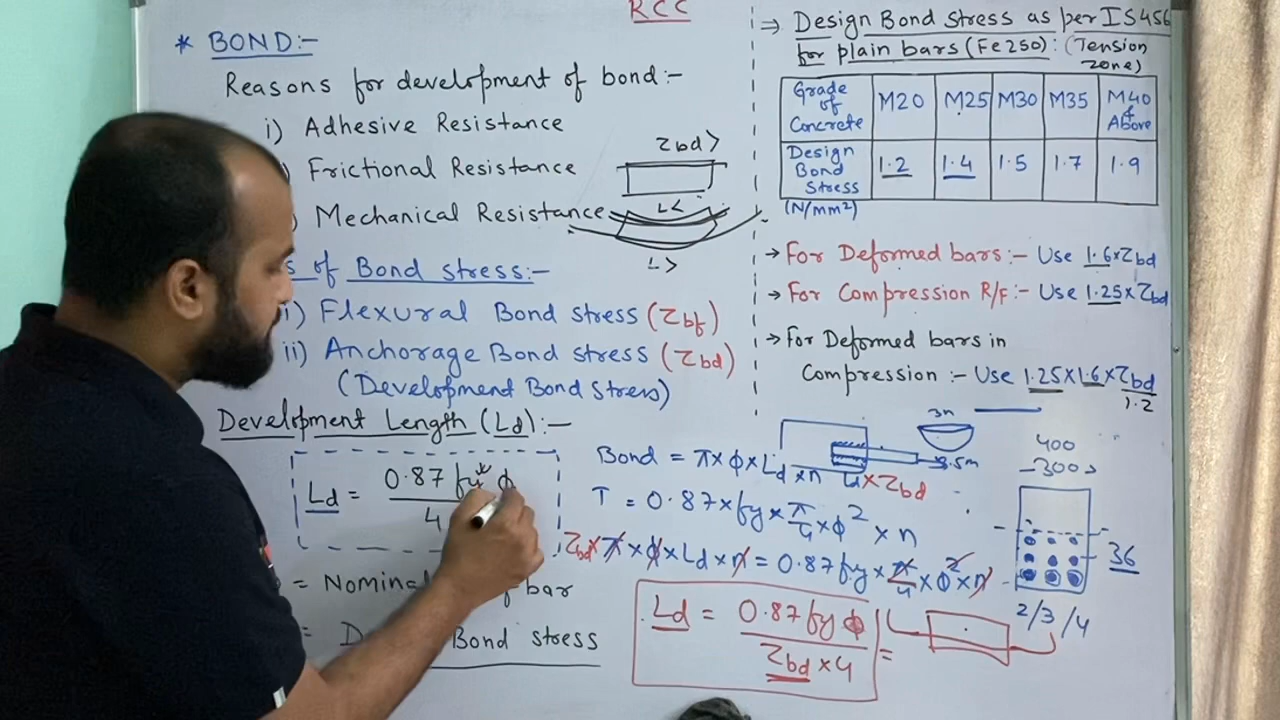 RCC
* BOND:-
Reasons for development of bond:-
i) Adhesive Resistance
) Frictional Resistance
) Mechanical Resistance
τbd >
L<
L>
s of Bond stress:-
i) Flexural Bond stress (τbf)
ii) Anchorage Bond stress (τbd)
(Development Bond Stress)
Development Length (Ld):-
Ld = 0.87 fy* ϕ
4
= Nominal of bar
= D Bond stress
⇒ Design Bond Stress as per IS456
for plain bars (Fe250): (Tension
zone)
Grade of Concrete M20 M25 M30 M35 M40 & Above
Design Bond Stress 1.2 1.4 1.5 1.7 1.9
(N/mm²)
→ For Deformed bars:- Use 1.6×τbd
→ For Compression R/F:- Use 1.25×τbd
→ For Deformed bars in
Compression:- Use 1.25×1.6×τbd
1.2
3n
Bond = π×ϕ×Ld×n ×τbd
T = 0.87×fy×π/4×ϕ²×n
τbd×π×ϕ×Ld×n = 0.87fy×π/4×ϕ²×n
Ld = 0.87 fy ϕ / τbd×4
=
400
300
36
2/3/4